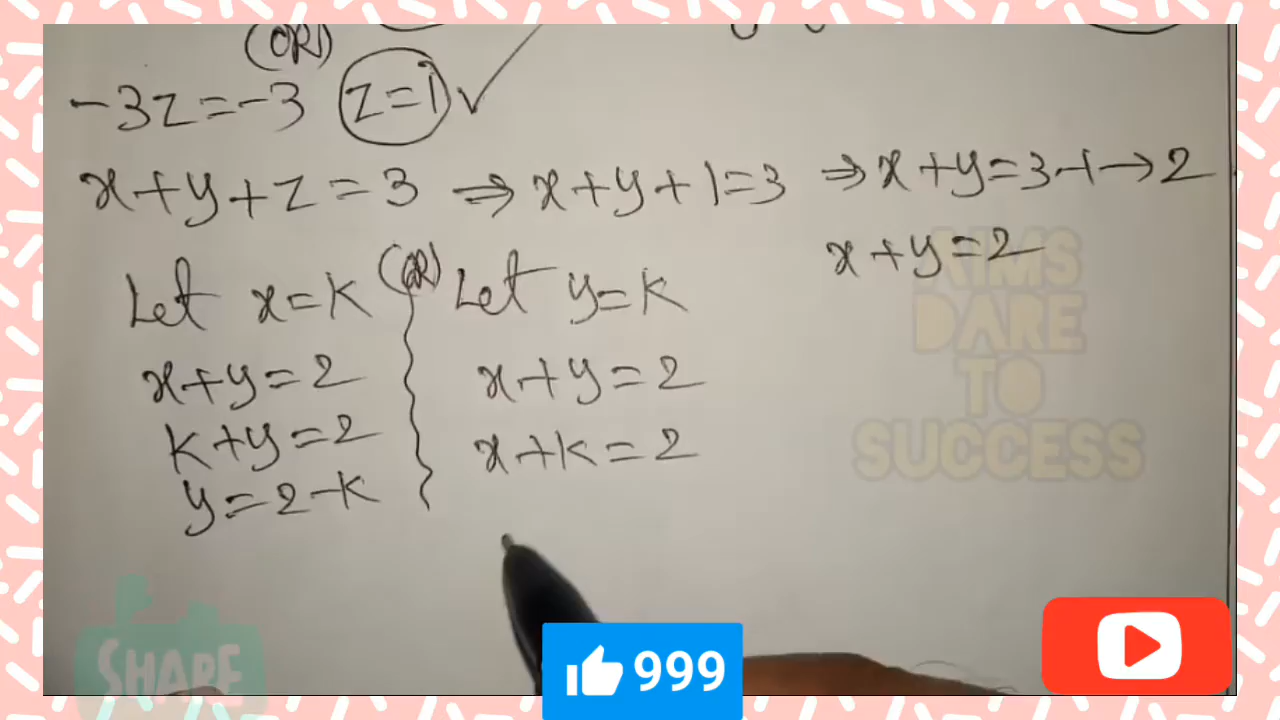 (OR)
-3z=-3 z=1 ✓
x+y+z=3 ⇒ x+y+1=3 ⇒ x+y=3-1→2
x+y=2
Let x=k (OR) Let y=k
x+y=2 x+y=2
k+y=2 x+k=2
y=2-k
AIMS
DARE
TO
SUCCESS
SHARE
999